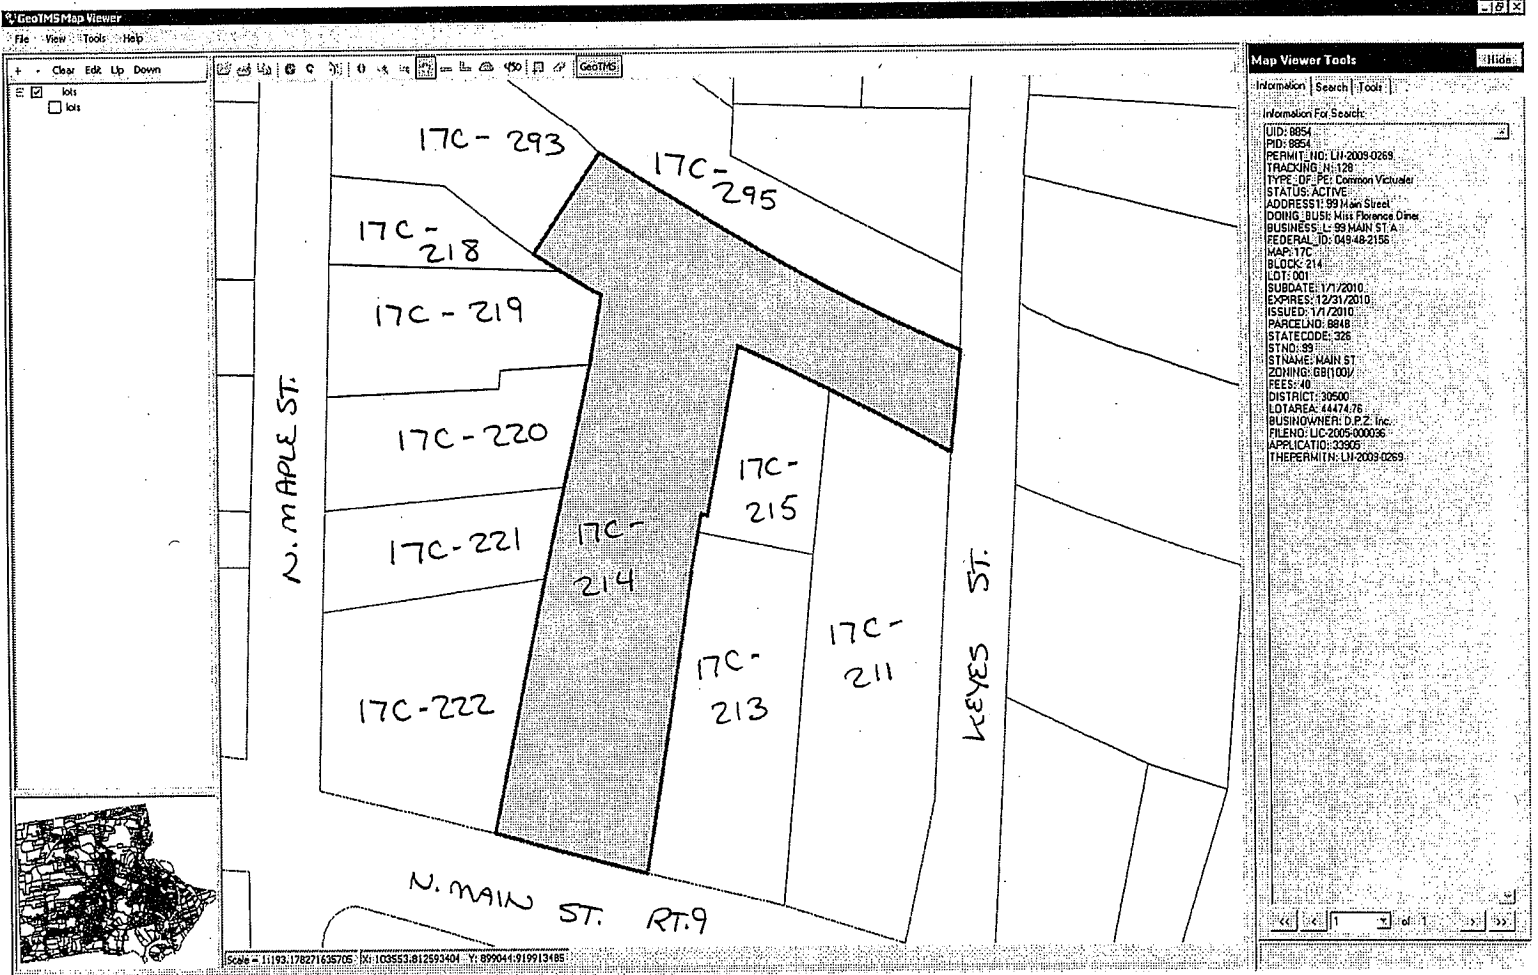 GeoTMS Map Viewer
File View Tools Help
+ - Clear Edit Up Down
GeoTMS
lots
lots
17C - 293
17C - 295
17C - 218
17C - 219
17C-220
17C-221
17C-222
17C - 214
17C - 215
17C - 213
17C - 211
N. MAPLE ST.
KEYES ST.
N. MAIN ST. RT.9
Scale = 1:1193.178271635705 X: 103553.812593404 Y: 899044.919913485
Map Viewer Tools Hide
Information Search Tools
Information For Search:
UID: 8854
PID: 8854
PERMIT_NO: LN-2009-0269
TRACKING_N: 128
TYPE_OF_PE: Common Victualer
STATUS: ACTIVE
ADDRESS1: 99 Main Street
DOING_BUSI: Miss Florence Diner
BUSINESS_L: 99 MAIN ST A
FEDERAL_ID: 049-48-2156
MAP: 17C
BLOCK: 214
LOT: 001
SUBDATE: 1/1/2010
EXPIRES: 12/31/2010
ISSUED: 1/1/2010
PARCELNO: 8848
STATECODE: 326
STNO: 99
STNAME: MAIN ST
ZONING: GB(100)/
FEES: 40
DISTRICT: 30500
LOTAREA: 44474.76
BUSINOWNER: D.P.Z. Inc.
FILENO: LIC-2005-000036
APPLICATIO: 33905
THEPERMITN: LN-2009-0269
<< < 1 of 1 > >>